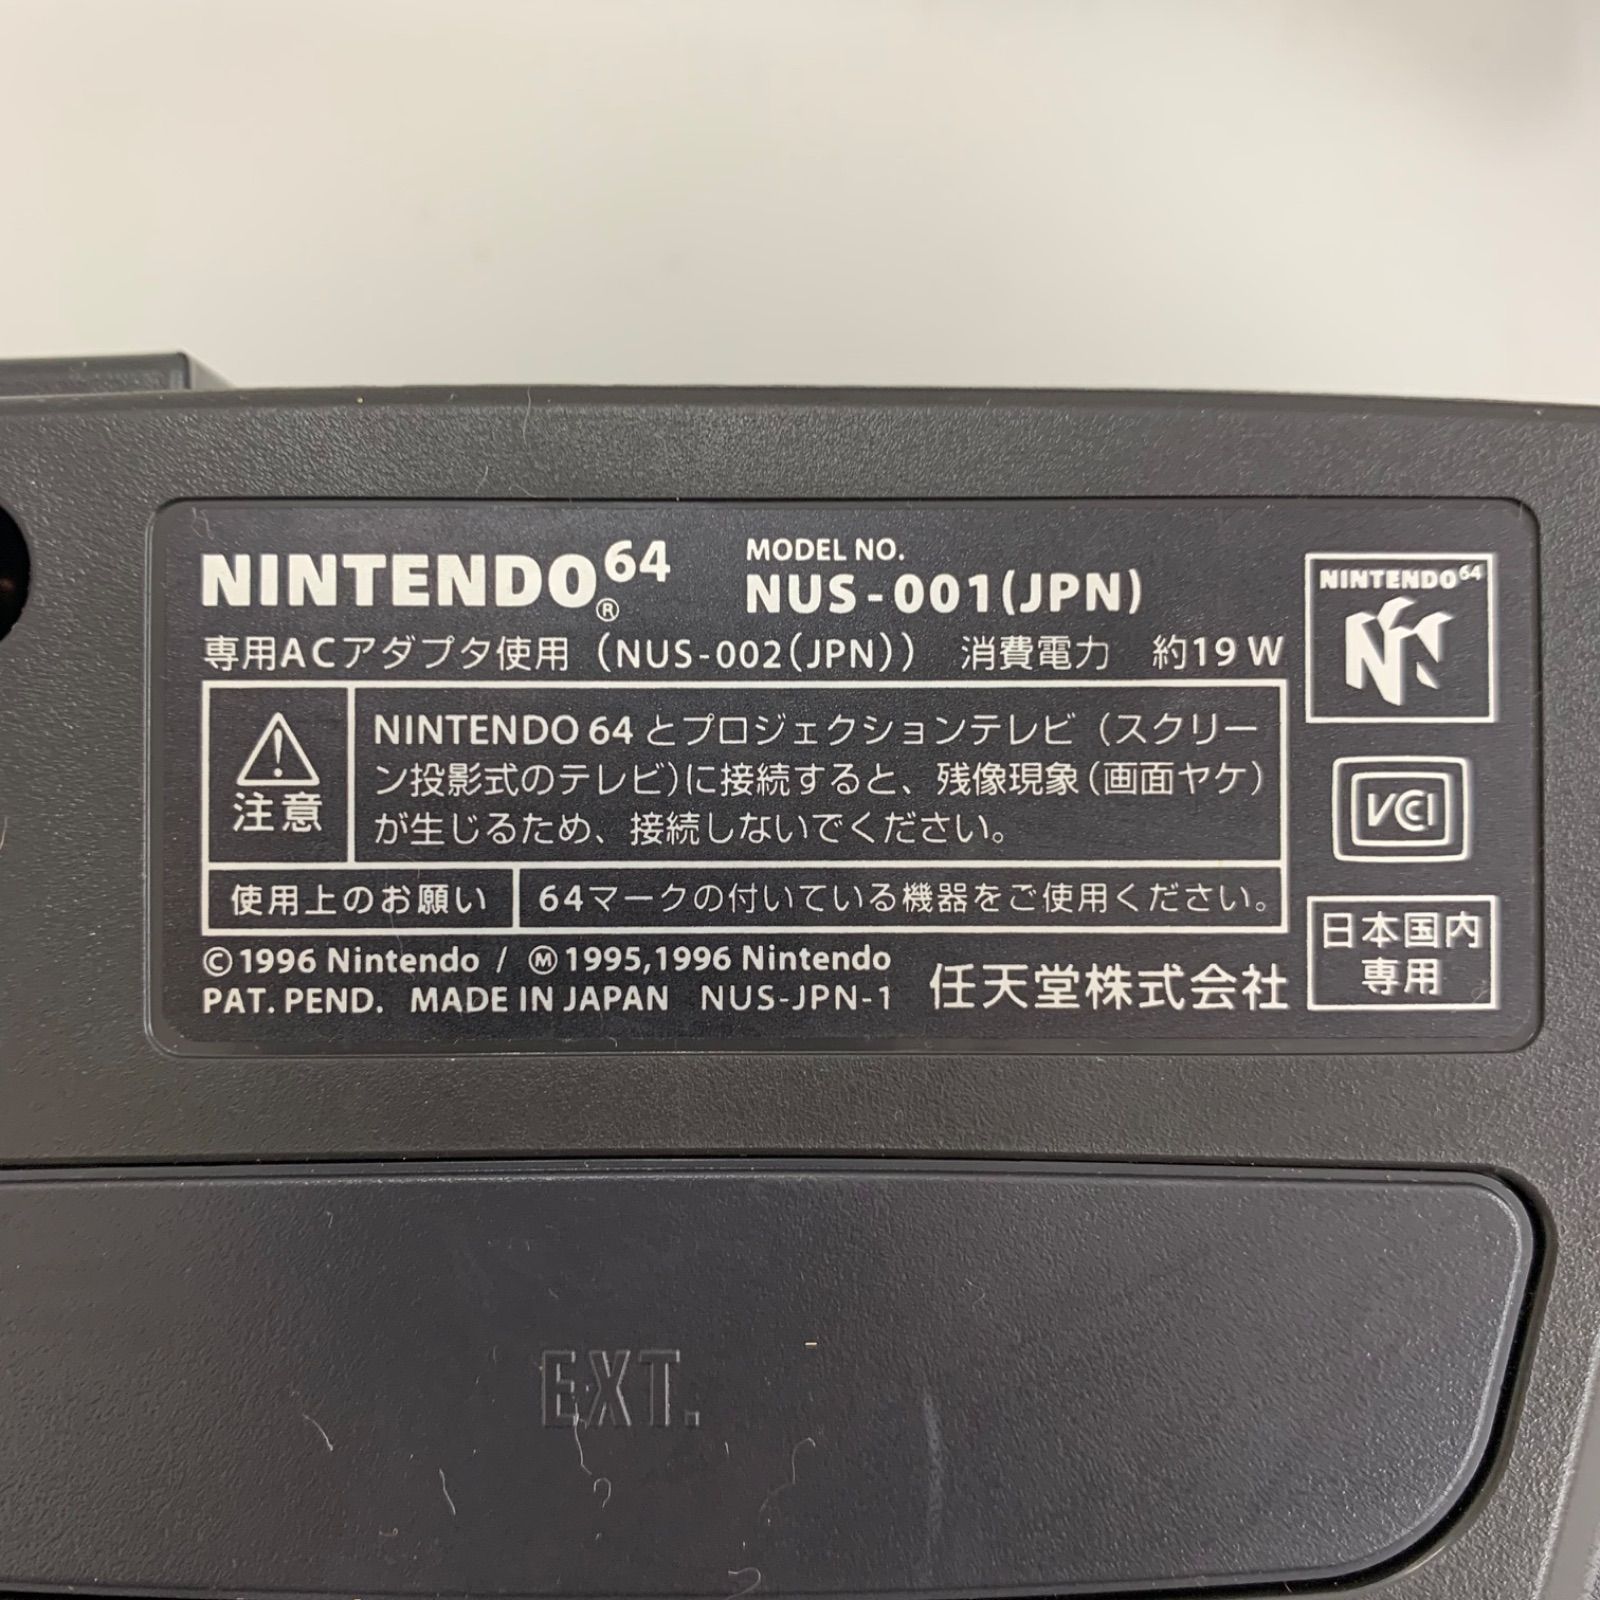 NINTENDO64®
MODEL NO.
NUS-001(JPN)
専用ACアダプタ使用（NUS-002(JPN)） 消費電力 約19W
注意
NINTENDO 64 とプロジェクションテレビ（スクリー
ン投影式のテレビ)に接続すると、残像現象（画面ヤケ）
が生じるため、接続しないでください。
使用上のお願い
64マークの付いている機器をご使用ください。
©1996 Nintendo / Ⓜ1995,1996 Nintendo
PAT. PEND. MADE IN JAPAN NUS-JPN-1
任天堂株式会社
NINTENDO64
VCCI
日本国内
専用
EXT.